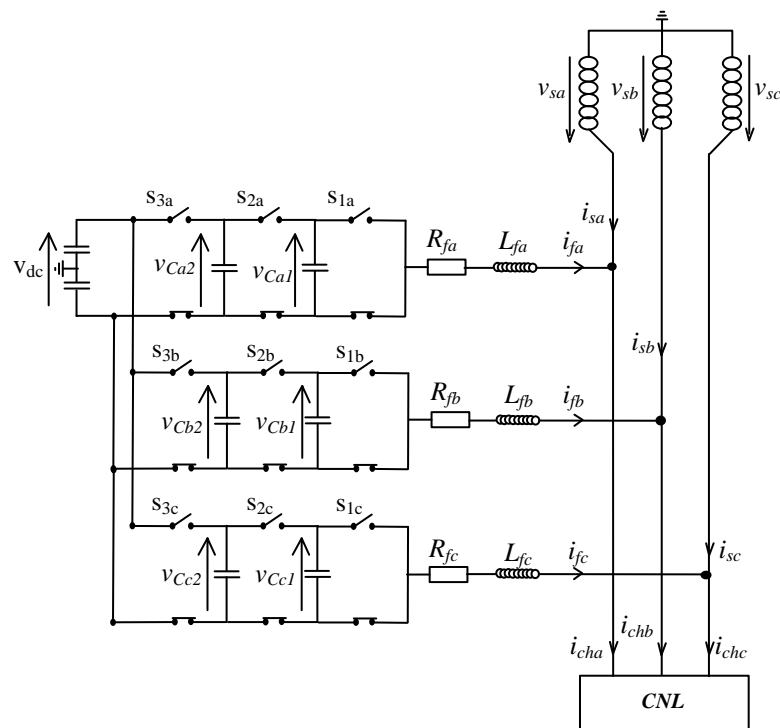 v_sa v_sb v_sc
s_3a s_2a s_1a
i_sa
R_fa L_fa i_fa
v_dc v_Ca2 v_Ca1
s_3b s_2b s_1b
i_sb
R_fb L_fb i_fb
v_Cb2 v_Cb1
s_3c s_2c s_1c
R_fc L_fc i_fc i_sc
v_Cc2 v_Cc1
i_cha i_chb i_chc
CNL